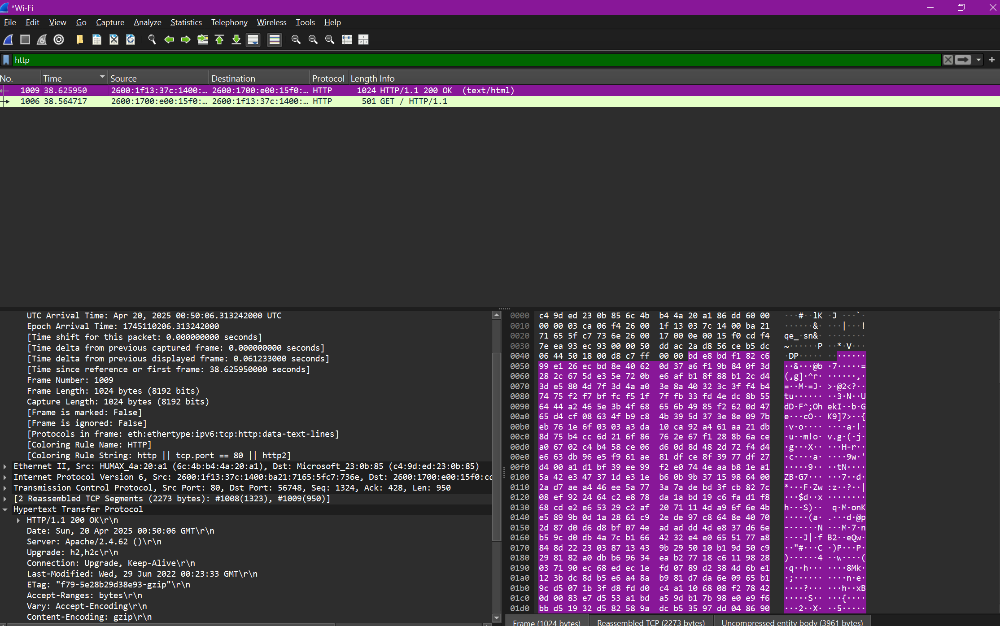 *Wi-Fi
File Edit View Go Capture Analyze Statistics Telephony Wireless Tools Help
http
No. Time Source Destination Protocol Length Info
1009 38.625950 2600:1f13:37c:1400:… 2600:1700:e00:15f0:… HTTP 1024 HTTP/1.1 200 OK (text/html)
1006 38.564717 2600:1700:e00:15f0:… 2600:1f13:37c:1400:… HTTP 501 GET / HTTP/1.1
UTC Arrival Time: Apr 20, 2025 00:50:06.313242000 UTC
Epoch Arrival Time: 1745110206.313242000
[Time shift for this packet: 0.000000000 seconds]
[Time delta from previous captured frame: 0.000000000 seconds]
[Time delta from previous displayed frame: 0.061233000 seconds]
[Time since reference or first frame: 38.625950000 seconds]
Frame Number: 1009
Frame Length: 1024 bytes (8192 bits)
Capture Length: 1024 bytes (8192 bits)
[Frame is marked: False]
[Frame is ignored: False]
[Protocols in frame: eth:ethertype:ipv6:tcp:http:data-text-lines]
[Coloring Rule Name: HTTP]
[Coloring Rule String: http || tcp.port == 80 || http2]
Ethernet II, Src: HUMAX_4a:20:a1 (6c:4b:b4:4a:20:a1), Dst: Microsoft_23:0b:85 (c4:9d:ed:23:0b:85)
Internet Protocol Version 6, Src: 2600:1f13:37c:1400:ba21:7165:5fc7:736e, Dst: 2600:1700:e00:15f0:cd
Transmission Control Protocol, Src Port: 80, Dst Port: 56748, Seq: 1324, Ack: 428, Len: 950
[2 Reassembled TCP Segments (2273 bytes): #1008(1323), #1009(950)]
Hypertext Transfer Protocol
HTTP/1.1 200 OK\r\n
Date: Sun, 20 Apr 2025 00:50:06 GMT\r\n
Server: Apache/2.4.62 ()\r\n
Upgrade: h2,h2c\r\n
Connection: Upgrade, Keep-Alive\r\n
Last-Modified: Wed, 29 Jun 2022 00:23:33 GMT\r\n
ETag: "f79-5e28b29d38e93-gzip"\r\n
Accept-Ranges: bytes\r\n
Vary: Accept-Encoding\r\n
Content-Encoding: gzip\r\n
0000 c4 9d ed 23 0b 85 6c 4b b4 4a 20 a1 86 dd 60 00 ···#··lK ·J ···`·
0010 00 00 03 ca 06 f4 26 00 1f 13 03 7c 14 00 ba 21 ······&· ···|···!
0020 71 65 5f c7 73 6e 26 00 17 00 0e 00 15 f0 cd f4 qe_·sn&· ········
0030 7e ea 93 ec 93 00 00 50 dd ac 2a d8 56 ce b5 dc ~······P ··*·V···
0040 06 44 50 18 00 d8 c7 ff 00 00 bd e8 bd f1 82 c6 ·DP····· ········
0050 99 e1 26 ec bd 8e 40 62 0d 37 a6 f1 9b 84 0f 3d ··&···@b ·7·····=
0060 28 2c 67 5d e3 5e 72 0b e6 af b1 8f 88 b1 2c d4 (,g]·^r· ······,·
0070 3d e5 80 4d 7f 3d 4a a0 3e 8a 40 32 3c 3f f4 b4 =··M·=J· >·@2<?··
0080 74 75 f2 f7 bf fc f5 1f 7f fb 33 fd 4e dc 8b 55 tu······ ··3·N··U
0090 64 44 a2 46 5e 3b 4f 68 65 6b 49 85 f2 62 0d 47 dD·F^;Oh ekI··b·G
00a0 65 d4 cf 08 63 4f b9 c8 4b 39 5d 37 3e 8e 09 7b e···cO·· K9]7>··{
00b0 eb 76 1e 6f 03 03 a3 da 10 ca 92 a4 61 aa 21 db ·v·o···· ····a·!·
00c0 8d 75 b4 cc 6d 21 6f 86 76 2e 67 f1 28 8b 6a ce ·u··m!o· v.g·(·j·
00d0 a0 67 02 c4 b4 58 ce 06 d6 0d 8d 48 2d 72 f4 d4 ·g···X·· ···H-r··
00e0 e6 63 db 96 e5 f9 61 ae 81 df ce 8f 39 77 df 27 ·c····a· ····9w·'
00f0 d4 00 a1 d1 bf 39 ee 99 f2 e0 74 4e aa b8 1e a1 ·····9·· ··tN····
0100 5a 42 e3 47 37 1d e3 1e b6 0b 9b 37 15 98 64 00 ZB·G7··· ···7··d·
0110 2a d7 ae a4 46 ee 5a 77 3a 7a de bd 3f cb 82 7c *···F·Zw :z··?··|
0120 08 ef 92 24 64 c2 e8 78 da 1a bd 19 c6 fa d1 f8 ···$d··x ········
0130 68 cd e2 e6 53 29 c2 af 20 71 11 4d a9 6f 6e 4b h···S)··  q·M·onK
0140 e5 89 9b 0d 1a 28 61 c9 2e de 97 c8 64 8e 40 70 ·····(a· .···d·@p
0150 2d 87 d0 d6 d8 bf 07 4e ad ad dd 4d e8 37 d6 6e -······N ···M·7·n
0160 b5 9c d0 db 4a 7c b1 66 42 32 e4 e0 65 51 77 a8 ····J|·f B2··eQw·
0170 84 8d 22 23 03 87 13 43 9b 29 50 10 b1 9d 50 c9 ··"#···C ·)P···P·
0180 29 81 82 a0 db b6 96 34 ea b2 77 18 c6 11 98 28 )······4 ··w····(
0190 03 71 90 ec 68 ed ec 1e fd 07 89 d2 38 4d 6b e1 ·q··h··· ····8Mk·
01a0 12 3b dc 8d b5 e6 a4 8a b9 81 d7 da 6e 09 65 b1 ·;······ ····n·e·
01b0 9c d5 07 1b 3f d8 fd d0 c4 a1 10 68 08 f2 78 42 ····?··· ···h··xB
01c0 0d 00 83 e7 d5 53 a1 bd a5 9d b1 7b 98 e0 e9 f6 ·····S·· ···{····
01d0 bb d5 19 32 d5 82 58 9a dc b5 35 97 dd 04 86 90 ···2··X· ··5·····
Frame (1024 bytes) Reassembled TCP (2273 bytes) Uncompressed entity body (3961 bytes)